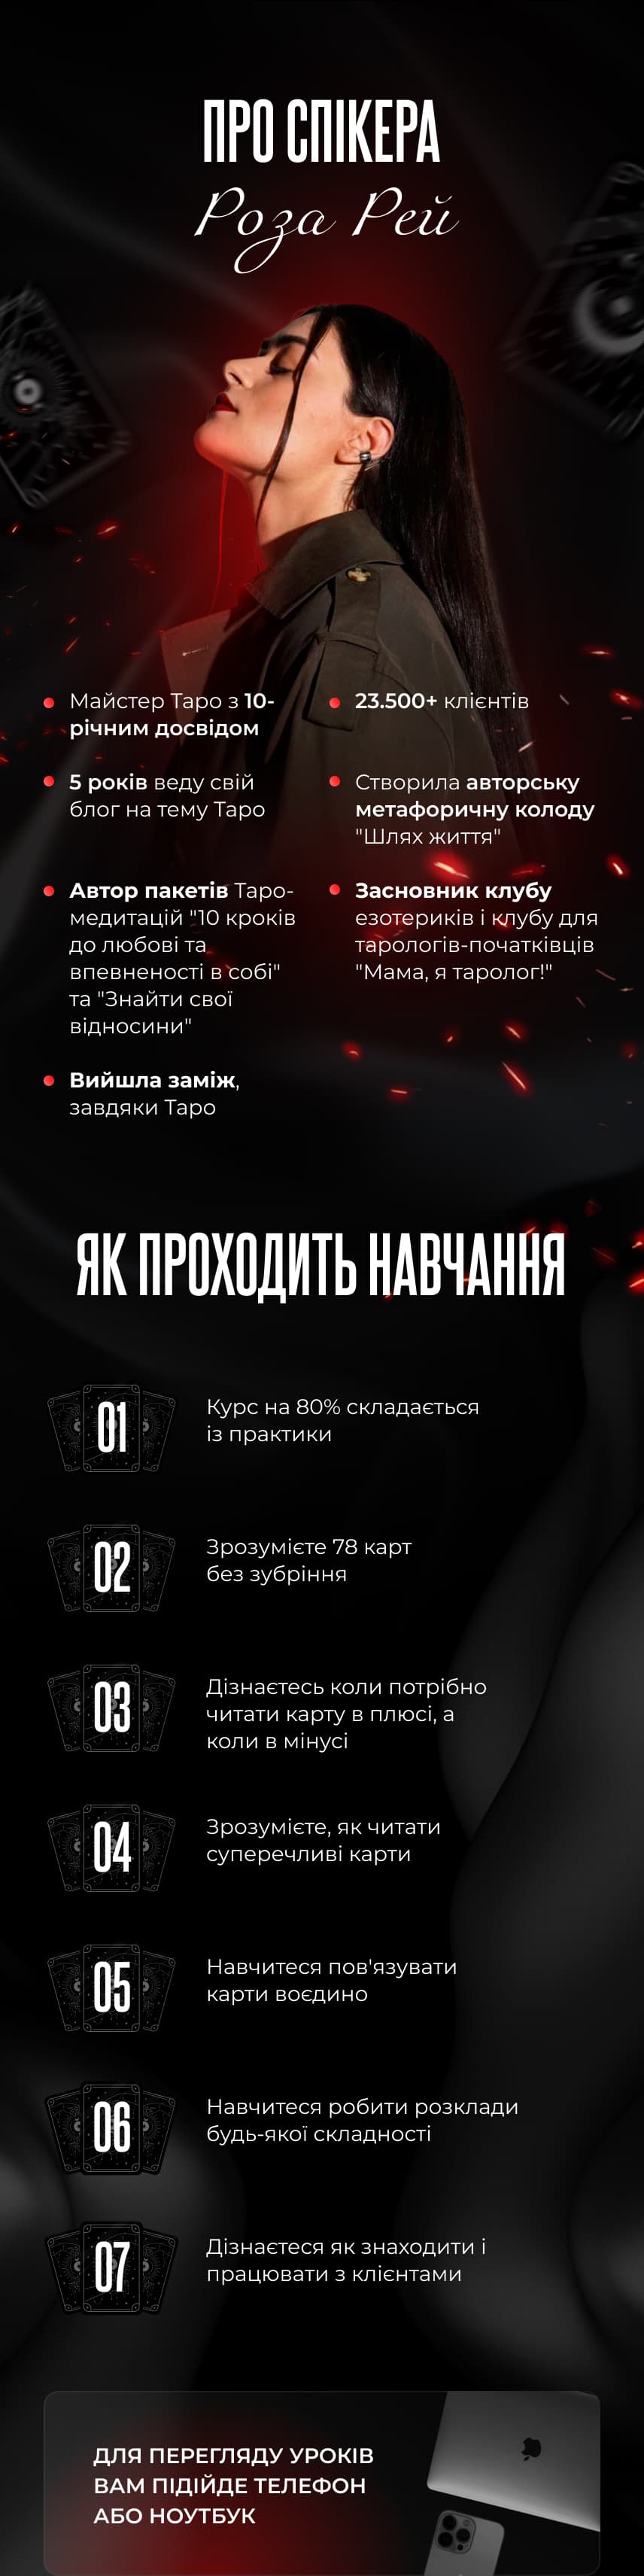 ПРО СПІКЕРА
Роза Рей
Майстер Таро з 10-
річним досвідом
23.500+ клієнтів
5 років веду свій
блог на тему Таро
Створила авторську
метафоричну колоду
"Шлях життя"
Автор пакетів Таро-
медитацій "10 кроків
до любові та
впевненості в собі"
та "Знайти свої
відносини"
Засновник клубу
езотериків і клубу для
тарологів-початківців
"Мама, я таролог!"
Вийшла заміж,
завдяки Таро
ЯК ПРОХОДИТЬ НАВЧАННЯ
01
Курс на 80% складається
із практики
02
Зрозумієте 78 карт
без зубріння
03
Дізнаєтесь коли потрібно
читати карту в плюсі, а
коли в мінусі
04
Зрозумієте, як читати
суперечливі карти
05
Навчитеся пов'язувати
карти воєдино
06
Навчитеся робити розклади
будь-якої складності
07
Дізнаєтеся як знаходити і
працювати з клієнтами
ДЛЯ ПЕРЕГЛЯДУ УРОКІВ
ВАМ ПІДІЙДЕ ТЕЛЕФОН
АБО НОУТБУК